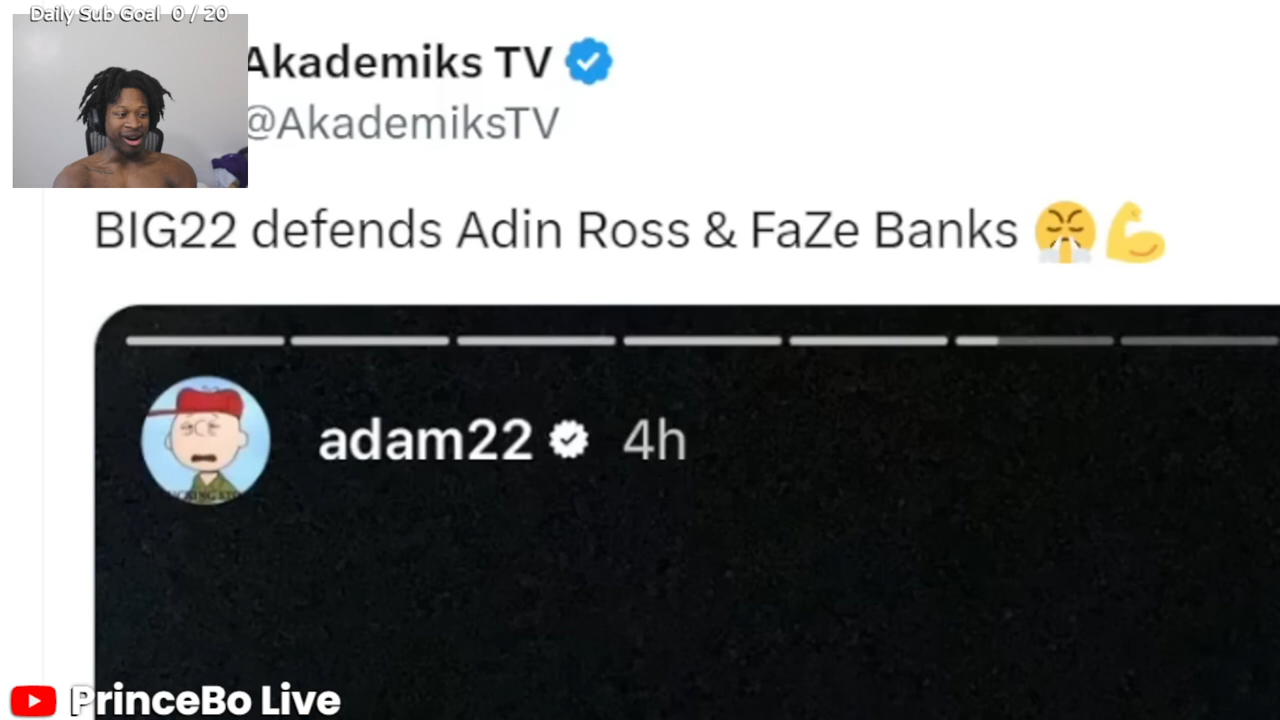 Daily Sub Goal 0 / 20
Akademiks TV
@AkademiksTV
BIG22 defends Adin Ross & FaZe Banks 😤💪
adam22 4h
PrinceBo Live